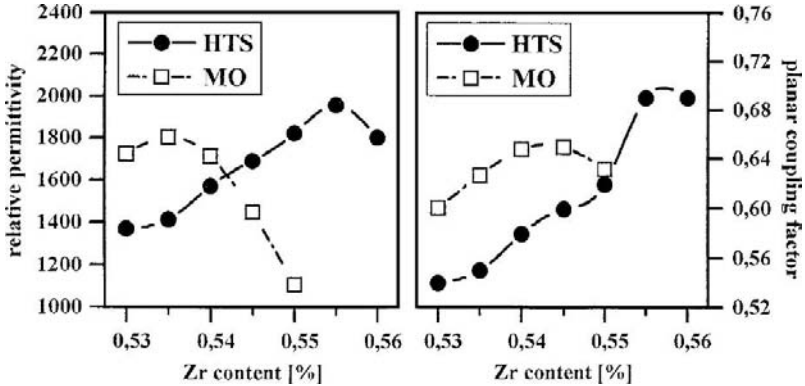 2400
2200
2000
1800
1600
1400
1200
1000
relative permittivity
HTS
MO
0,53
0,54
0,55
0,56
Zr content [%]
HTS
MO
0,53
0,54
0,55
0,56
Zr content [%]
0,76
0,72
0,68
0,64
0,60
0,56
0,52
planar coupling factor